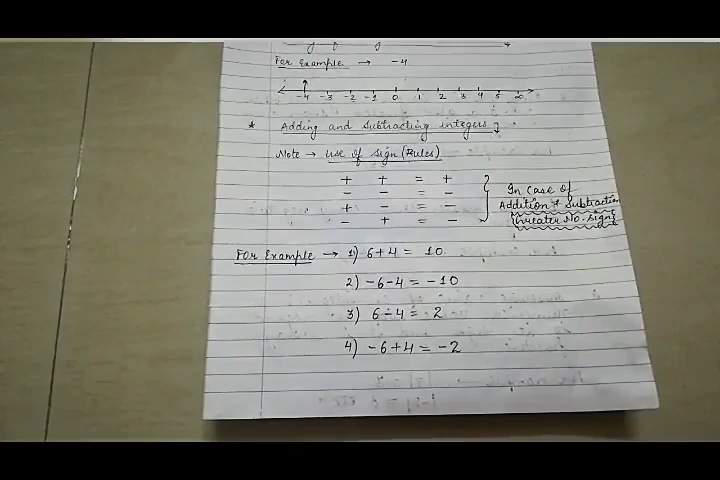 For Example → -4
-4 -3 -2 -1 0 1 2 3 4 5 ∞
* Adding and Subtracting integers
Note → Use of Sign (Rules)
+ + = +
- - = -
+ - = -
- + = -
In Case of
Addition & Subtraction
Greater No. Sign
For Example → 1) 6+4 = 10
2) -6-4 = -10
3) 6-4 = 2
4) -6+4 = -2